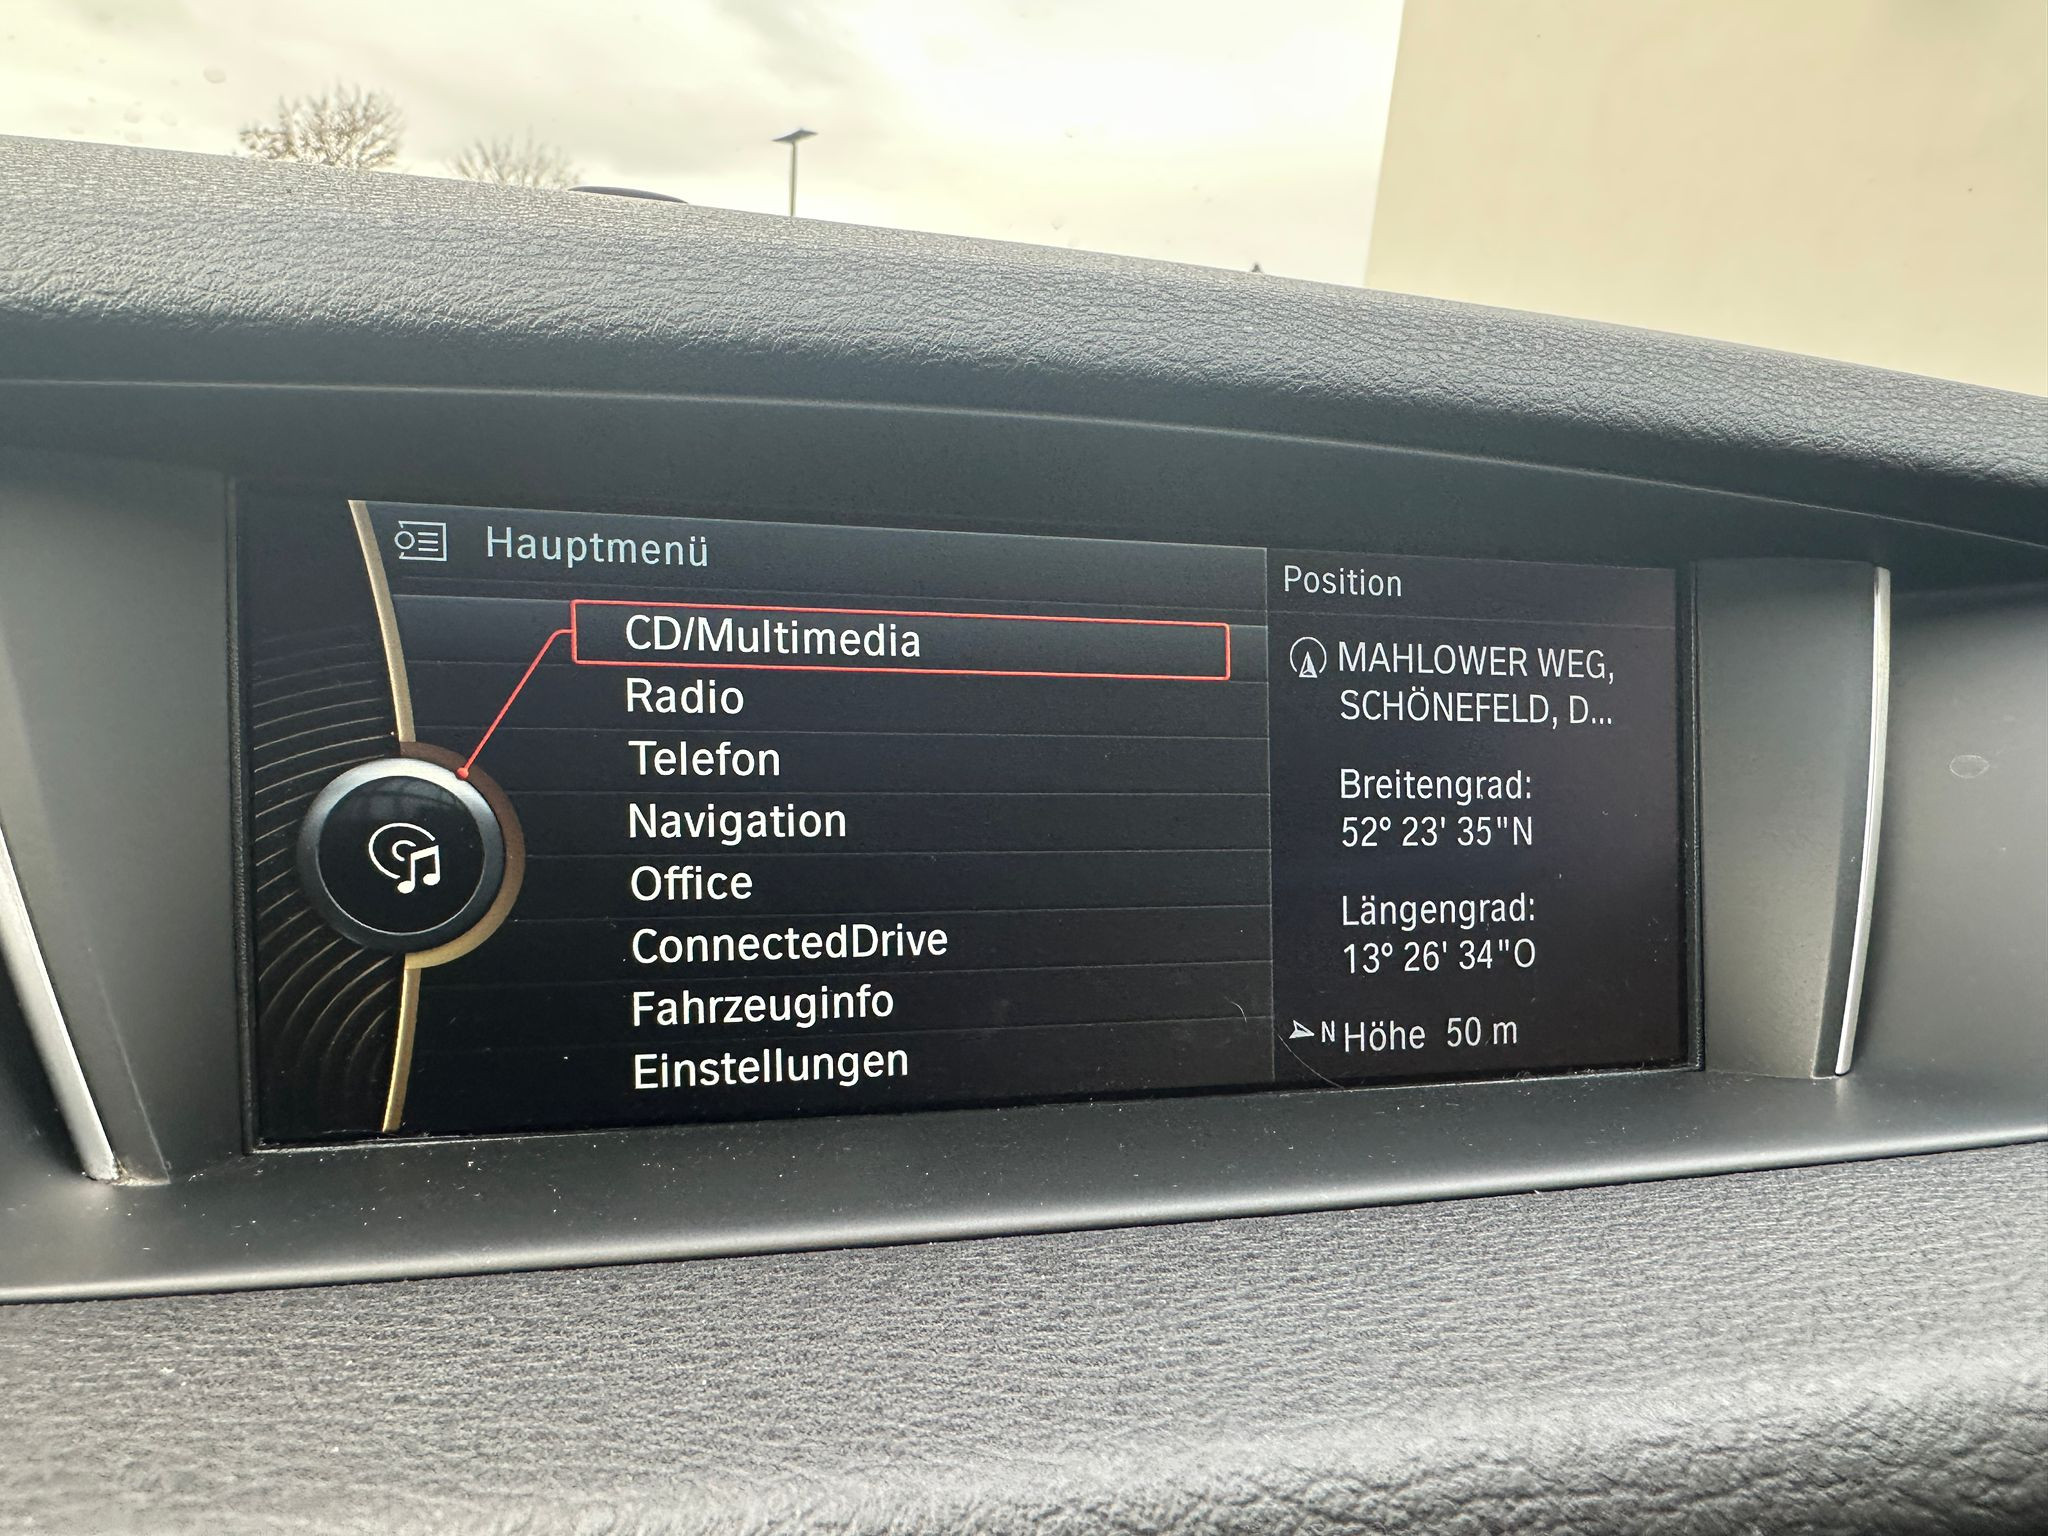 Hauptmenü
CD/Multimedia
Radio
Telefon
Navigation
Office
ConnectedDrive
Fahrzeuginfo
Einstellungen
Position
MAHLOWER WEG,
SCHÖNEFELD, D...
Breitengrad:
52° 23' 35"N
Längengrad:
13° 26' 34"O
N Höhe 50 m